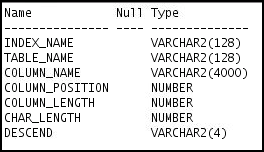 Name            Null Type
--------------- ---- --------------
INDEX_NAME           VARCHAR2(128)
TABLE_NAME           VARCHAR2(128)
COLUMN_NAME          VARCHAR2(4000)
COLUMN_POSITION      NUMBER
COLUMN_LENGTH        NUMBER
CHAR_LENGTH          NUMBER
DESCEND              VARCHAR2(4)